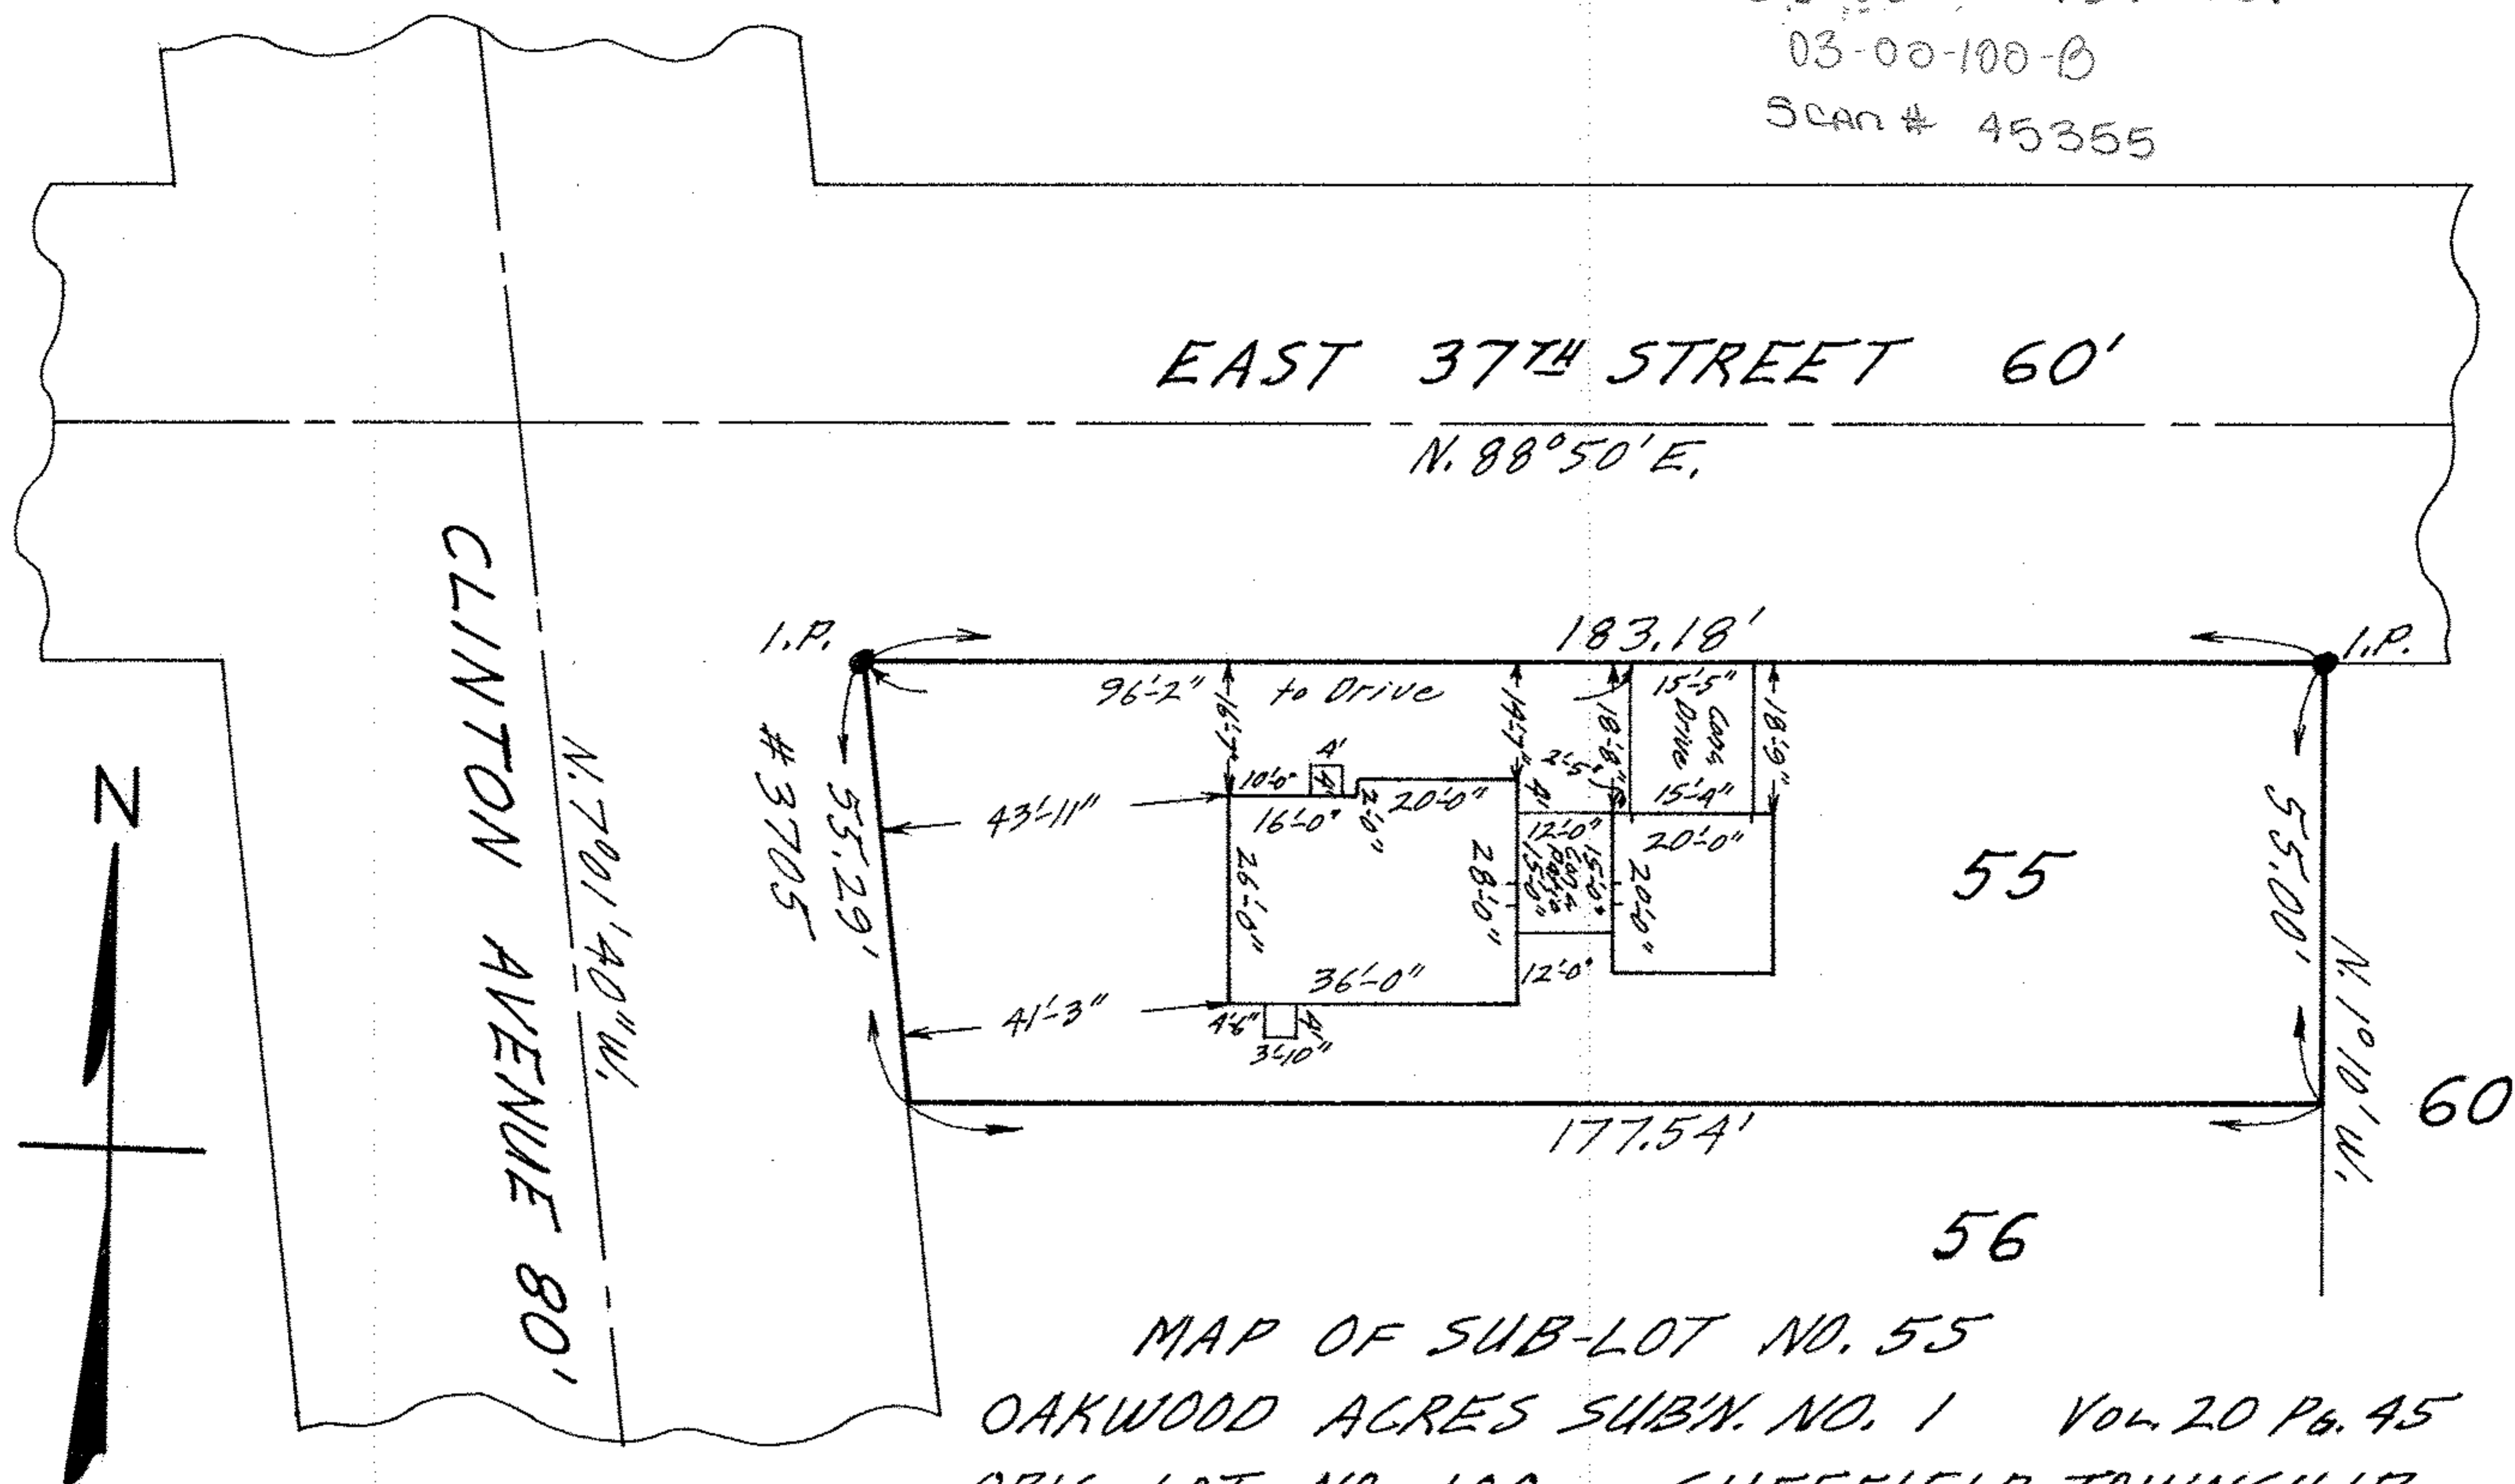 03-00-100-B
Scan # 45355
EAST 37TH STREET 60'
N. 88°50' E.
CLINTON AVENUE 80'
N. 7°01'40" W.
N
# 3705
I.P.
183.18'
I.P.
96'-2" to Drive
16'-7"
14'-7"
18'-8"
15'-5"
Conc
Drive
18'-9"
2'-5"
15'-4"
4'
4'
10'-0"
16'-0"
2'-0"
20'-0"
4'
12'-0"
20'-0"
43'-11"
55.29'
26'-0"
28'-0"
15'-0"
15'-0"
20'-0"
55
55.00'
N. 1°10' W.
36'-0"
12'-0"
41'-3"
4'-6"
4'
3'-10"
60
177.54'
56
MAP OF SUB-LOT NO. 55
OAKWOOD ACRES SUB'N. NO. 1 VOL. 20 PG. 45